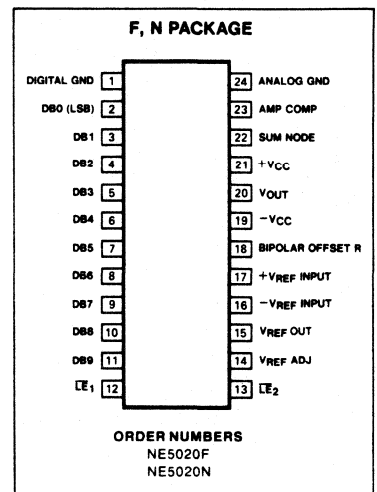 F, N PACKAGE
DIGITAL GND 1
DB0 (LSB) 2
DB1 3
DB2 4
DB3 5
DB4 6
DB5 7
DB6 8
DB7 9
DB8 10
DB9 11
L̅E̅1 12
24 ANALOG GND
23 AMP COMP
22 SUM NODE
21 +VCC
20 VOUT
19 −VCC
18 BIPOLAR OFFSET R
17 +VREF INPUT
16 −VREF INPUT
15 VREF OUT
14 VREF ADJ
13 L̅E̅2
ORDER NUMBERS
NE5020F
NE5020N